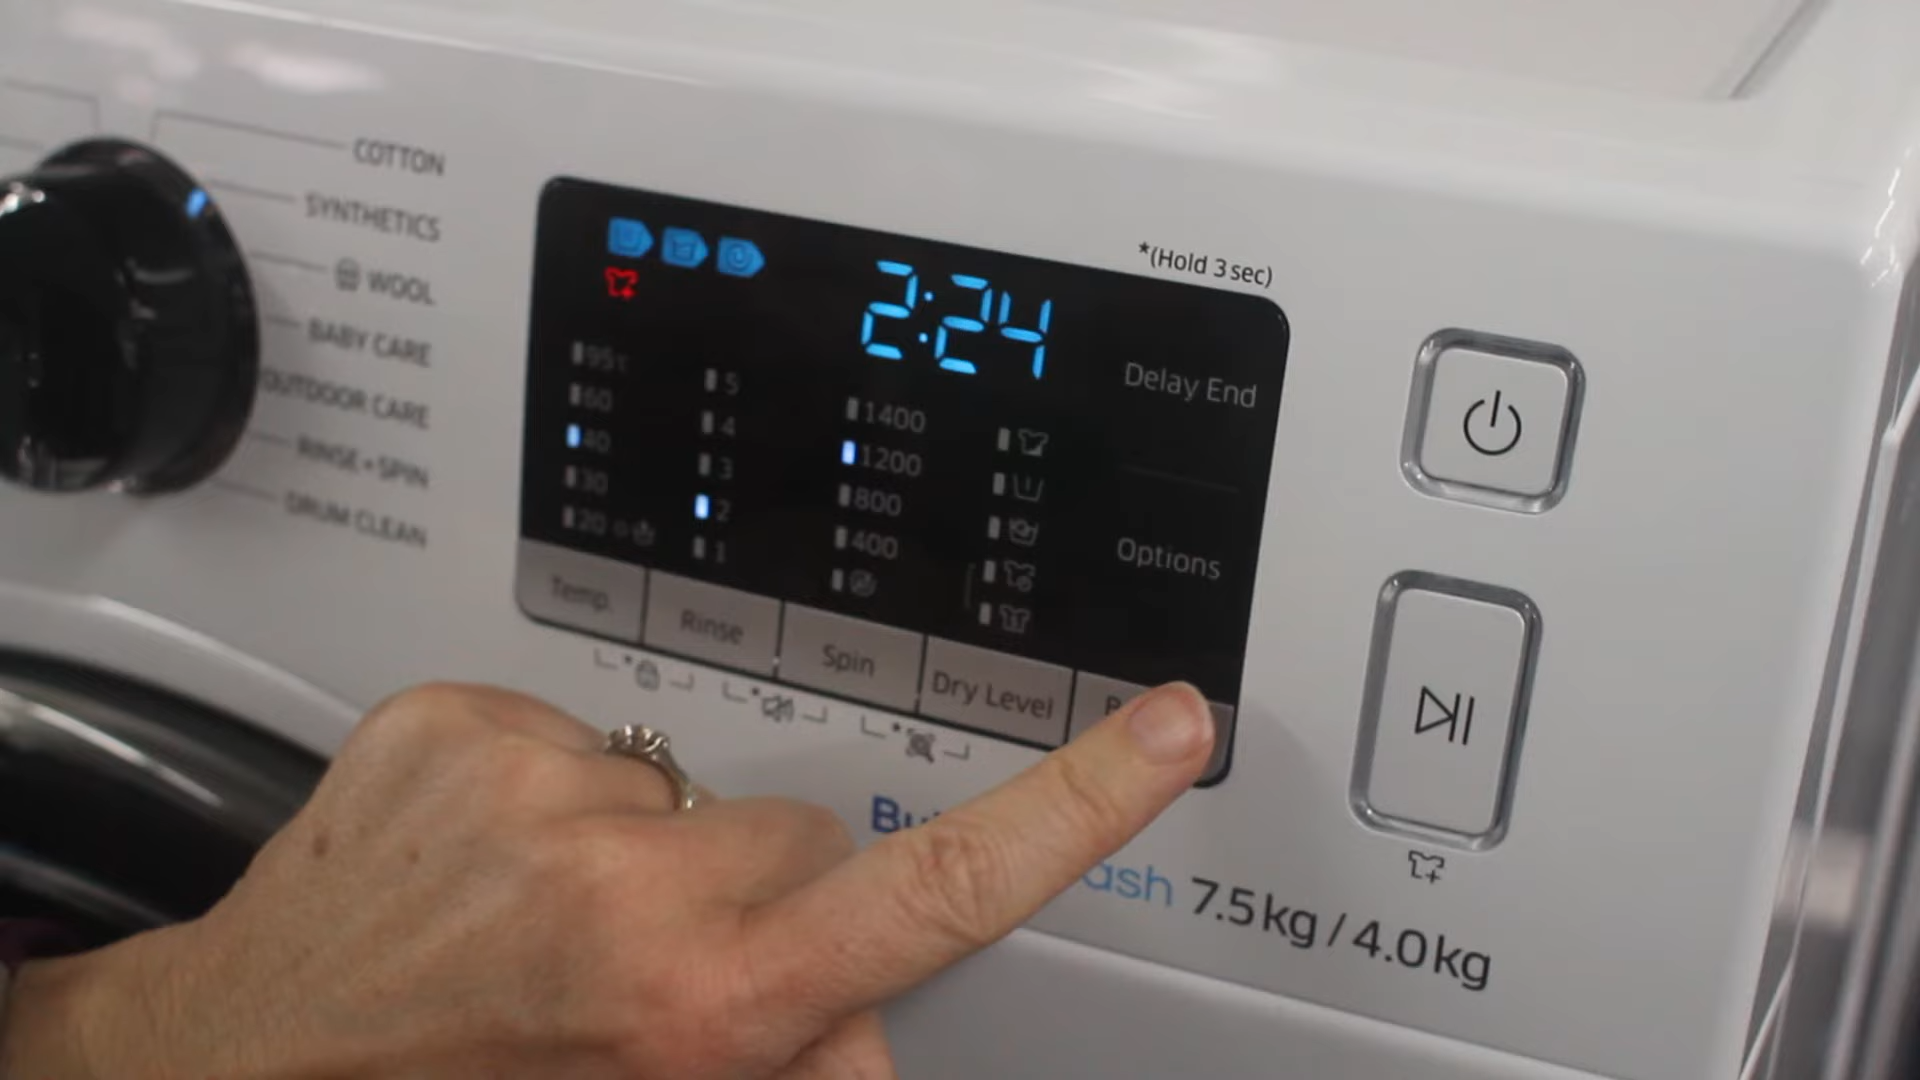 COTTON
SYNTHETICS
WOOL
BABY CARE
OUTDOOR CARE
RINSE+SPIN
DRUM CLEAN
*(Hold 3 sec)
2:24
Delay End
Options
95℃
60
40
30
20
5
4
3
2
1
1400
1200
800
400
Temp.
Rinse
Spin
Dry Level
7.5kg / 4.0kg